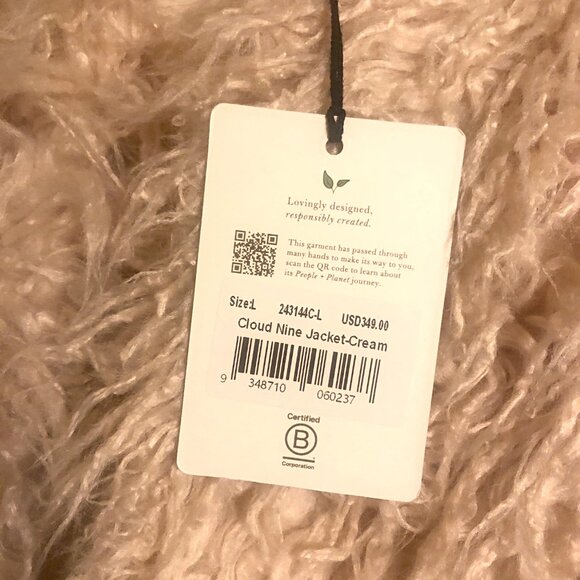 Lovingly designed,
responsibly created.
This garment has passed through
many hands to make its way to you,
scan the QR code to learn about
its People + Planet journey.
Size:L 243144C-L USD349.00
Cloud Nine Jacket-Cream
9 348710 060237
Certified
B
Corporation